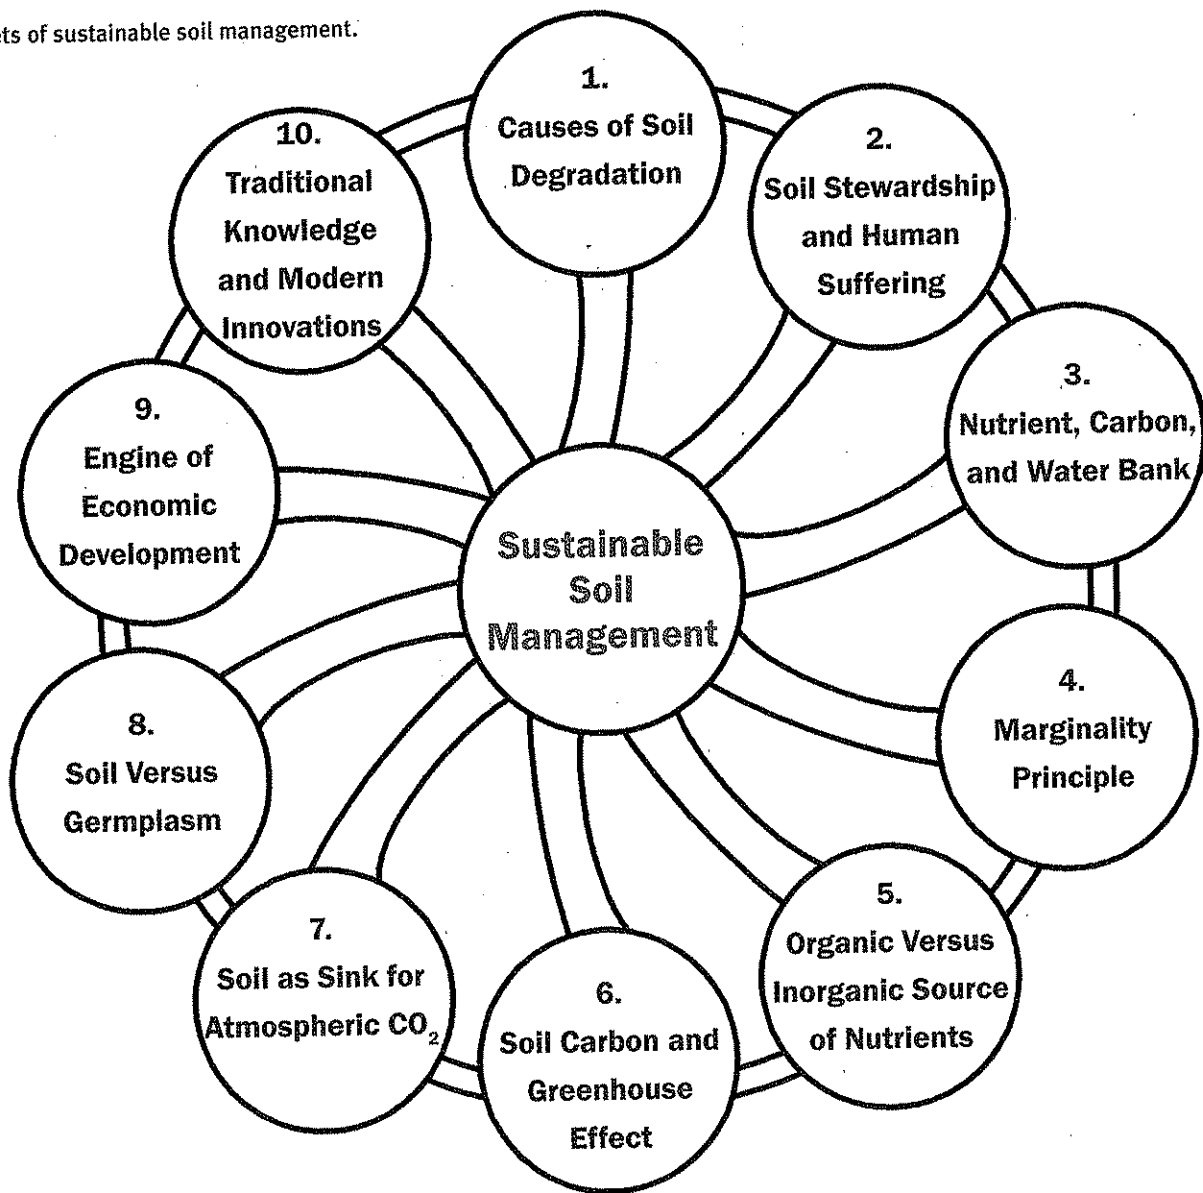 ets of sustainable soil management.
1.
Causes of Soil
Degradation
2.
Soil Stewardship
and Human
Suffering
3.
Nutrient, Carbon,
and Water Bank
4.
Marginality
Principle
5.
Organic Versus
Inorganic Source
of Nutrients
6.
Soil Carbon and
Greenhouse
Effect
7.
Soil as Sink for
Atmospheric CO₂
8.
Soil Versus
Germplasm
9.
Engine of
Economic
Development
10.
Traditional
Knowledge
and Modern
Innovations
Sustainable
Soil
Management